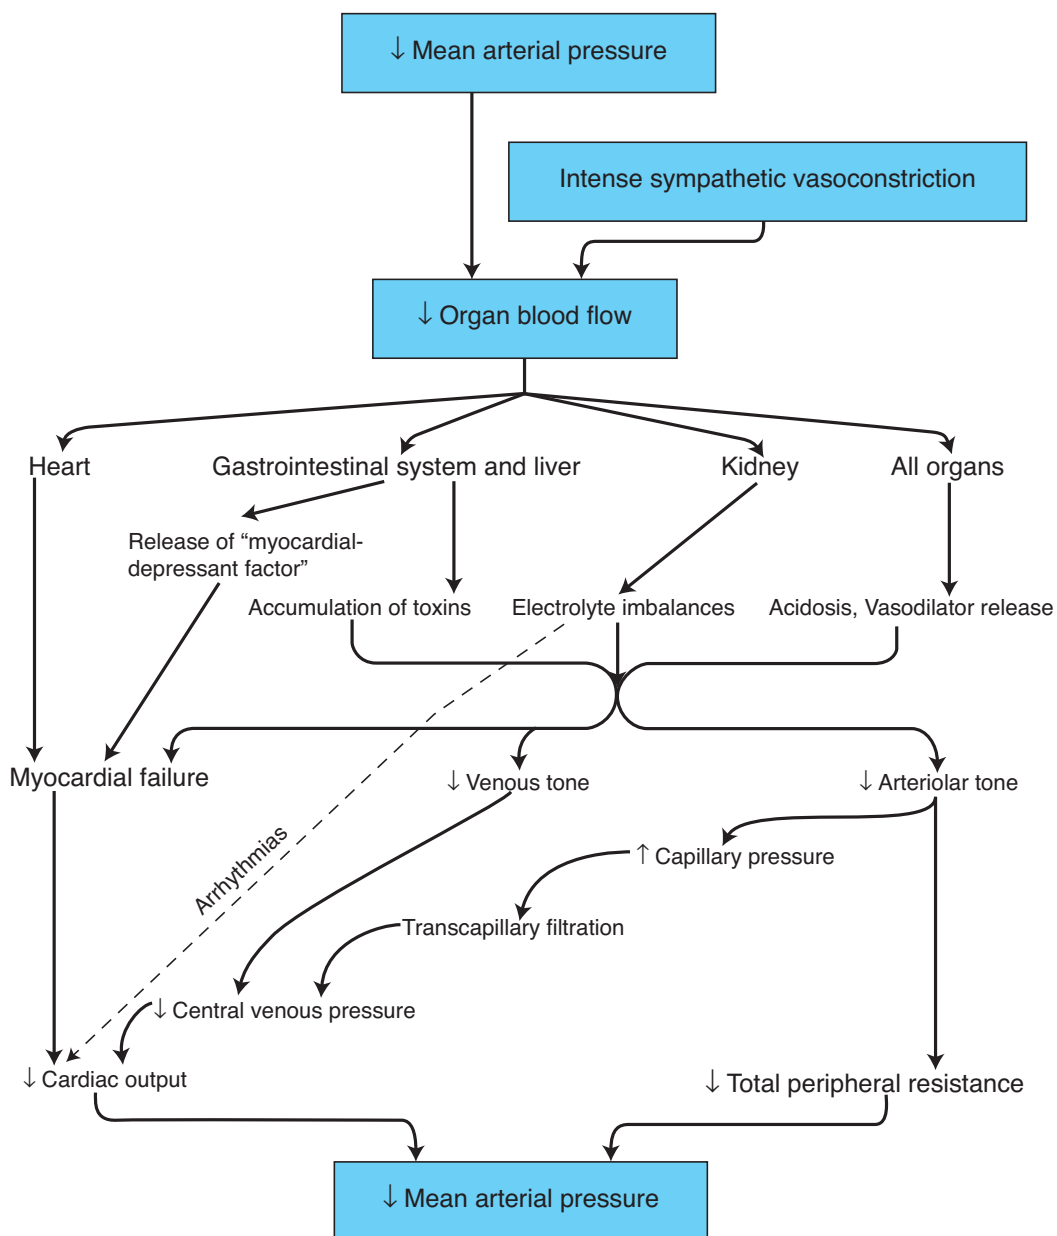 ↓ Mean arterial pressure
Intense sympathetic vasoconstriction
↓ Organ blood flow
Heart
Gastrointestinal system and liver
Kidney
All organs
Release of “myocardial-
depressant factor”
Accumulation of toxins
Electrolyte imbalances
Acidosis, Vasodilator release
Myocardial failure
↓ Venous tone
↓ Arteriolar tone
Arrhythmias
↑ Capillary pressure
Transcapillary filtration
↓ Central venous pressure
↓ Cardiac output
↓ Total peripheral resistance
↓ Mean arterial pressure